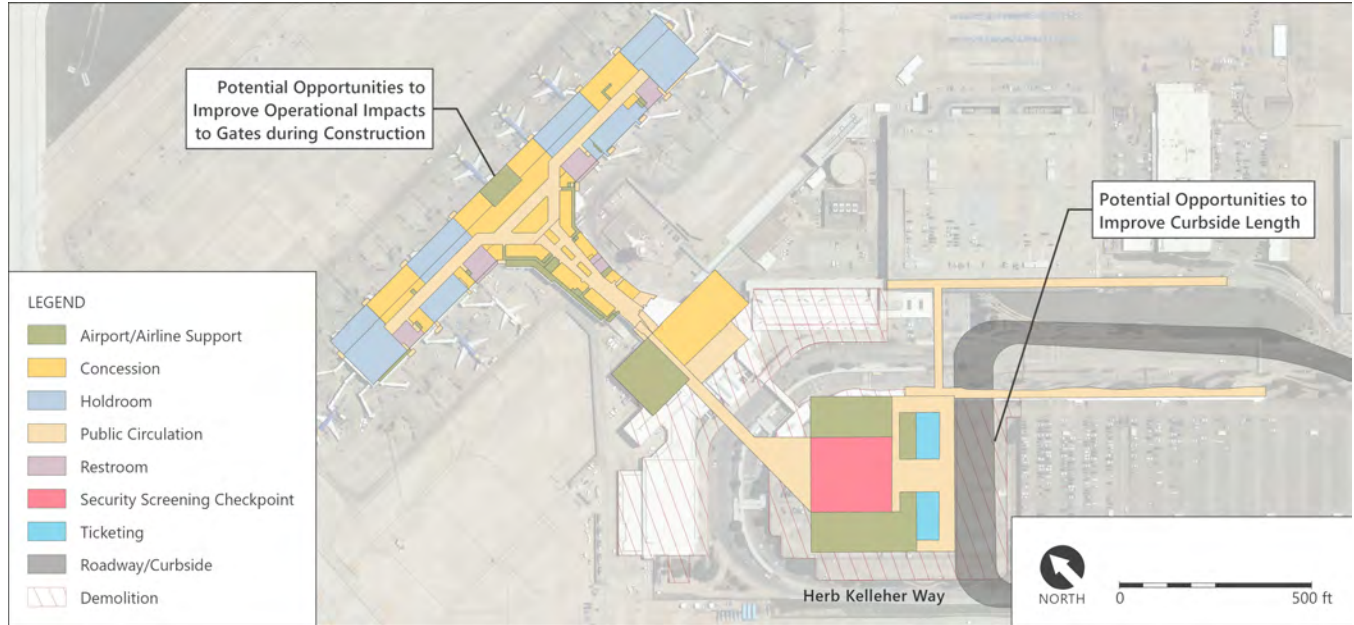 Potential Opportunities to
Improve Operational Impacts
to Gates during Construction
Potential Opportunities to
Improve Curbside Length
LEGEND
Airport/Airline Support
Concession
Holdroom
Public Circulation
Restroom
Security Screening Checkpoint
Ticketing
Roadway/Curbside
Demolition
Herb Kelleher Way
NORTH
0
500 ft